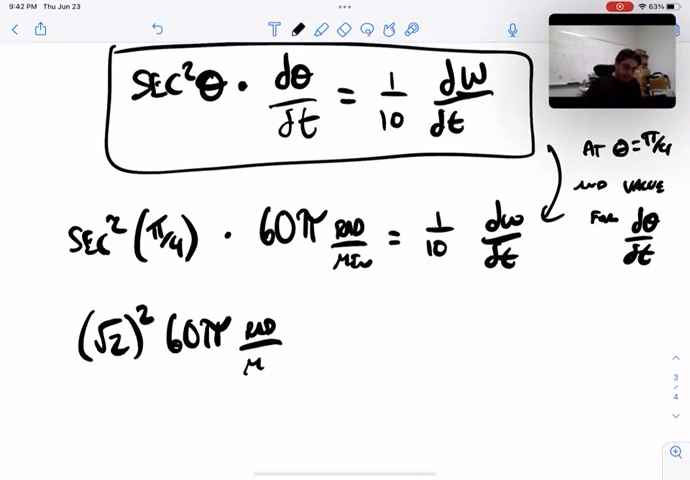 9:42 PM Thu Jun 23
63%
SEC²θ · dθ/dt = 1/10 dw/dt
AT θ = π/4
AND VALUE
FOR dθ/dt
SEC²(π/4) · 60π RAD/MIN = 1/10 dw/dt
(√2)² 60π RAD/M
3/4